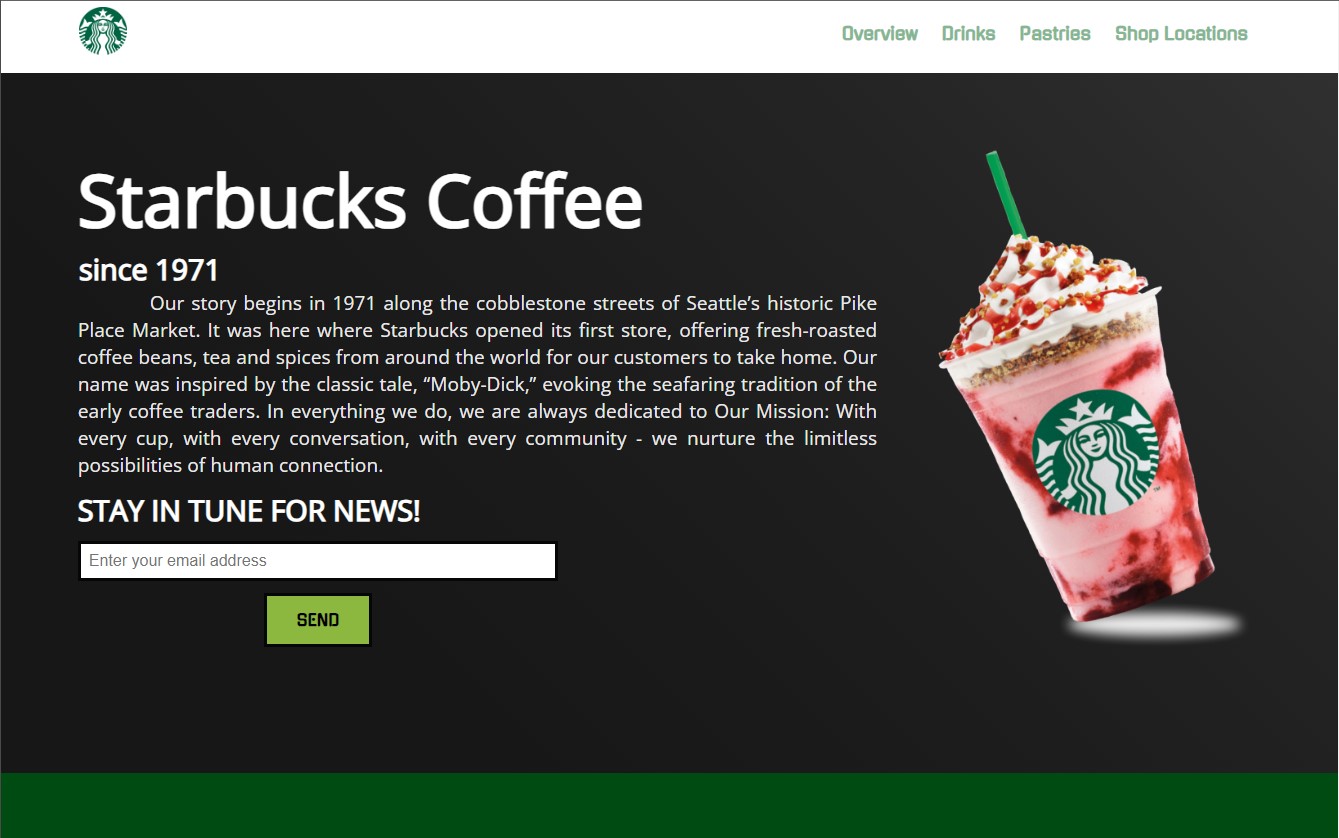 Overview Drinks Pastries Shop Locations
Starbucks Coffee
since 1971
Our story begins in 1971 along the cobblestone streets of Seattle’s historic Pike
Place Market. It was here where Starbucks opened its first store, offering fresh-roasted
coffee beans, tea and spices from around the world for our customers to take home. Our
name was inspired by the classic tale, “Moby-Dick,” evoking the seafaring tradition of the
early coffee traders. In everything we do, we are always dedicated to Our Mission: With
every cup, with every conversation, with every community - we nurture the limitless
possibilities of human connection.
STAY IN TUNE FOR NEWS!
Enter your email address
SEND